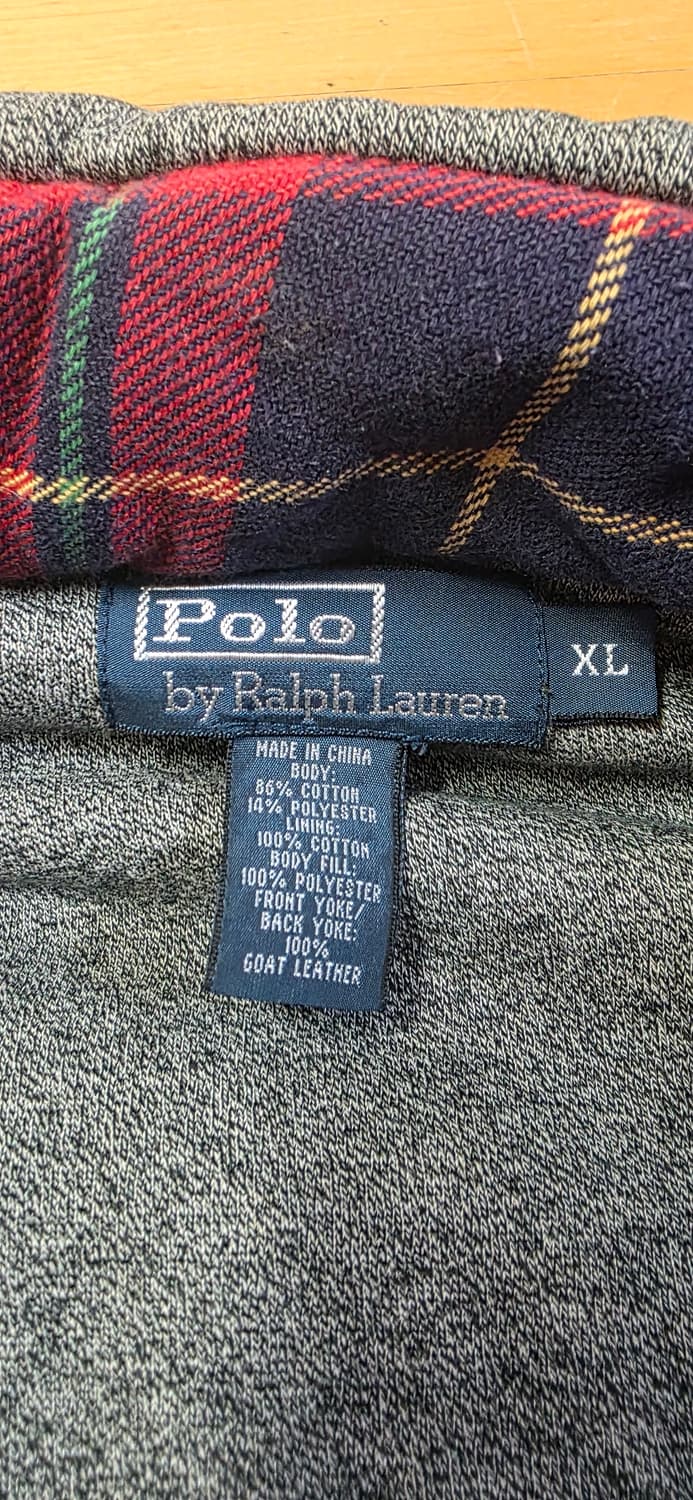 Polo
by Ralph Lauren
XL
MADE IN CHINA
BODY:
86% COTTON
14% POLYESTER
LINING:
100% COTTON
BODY FILL:
100% POLYESTER
FRONT YOKE/
BACK YOKE:
100%
GOAT LEATHER